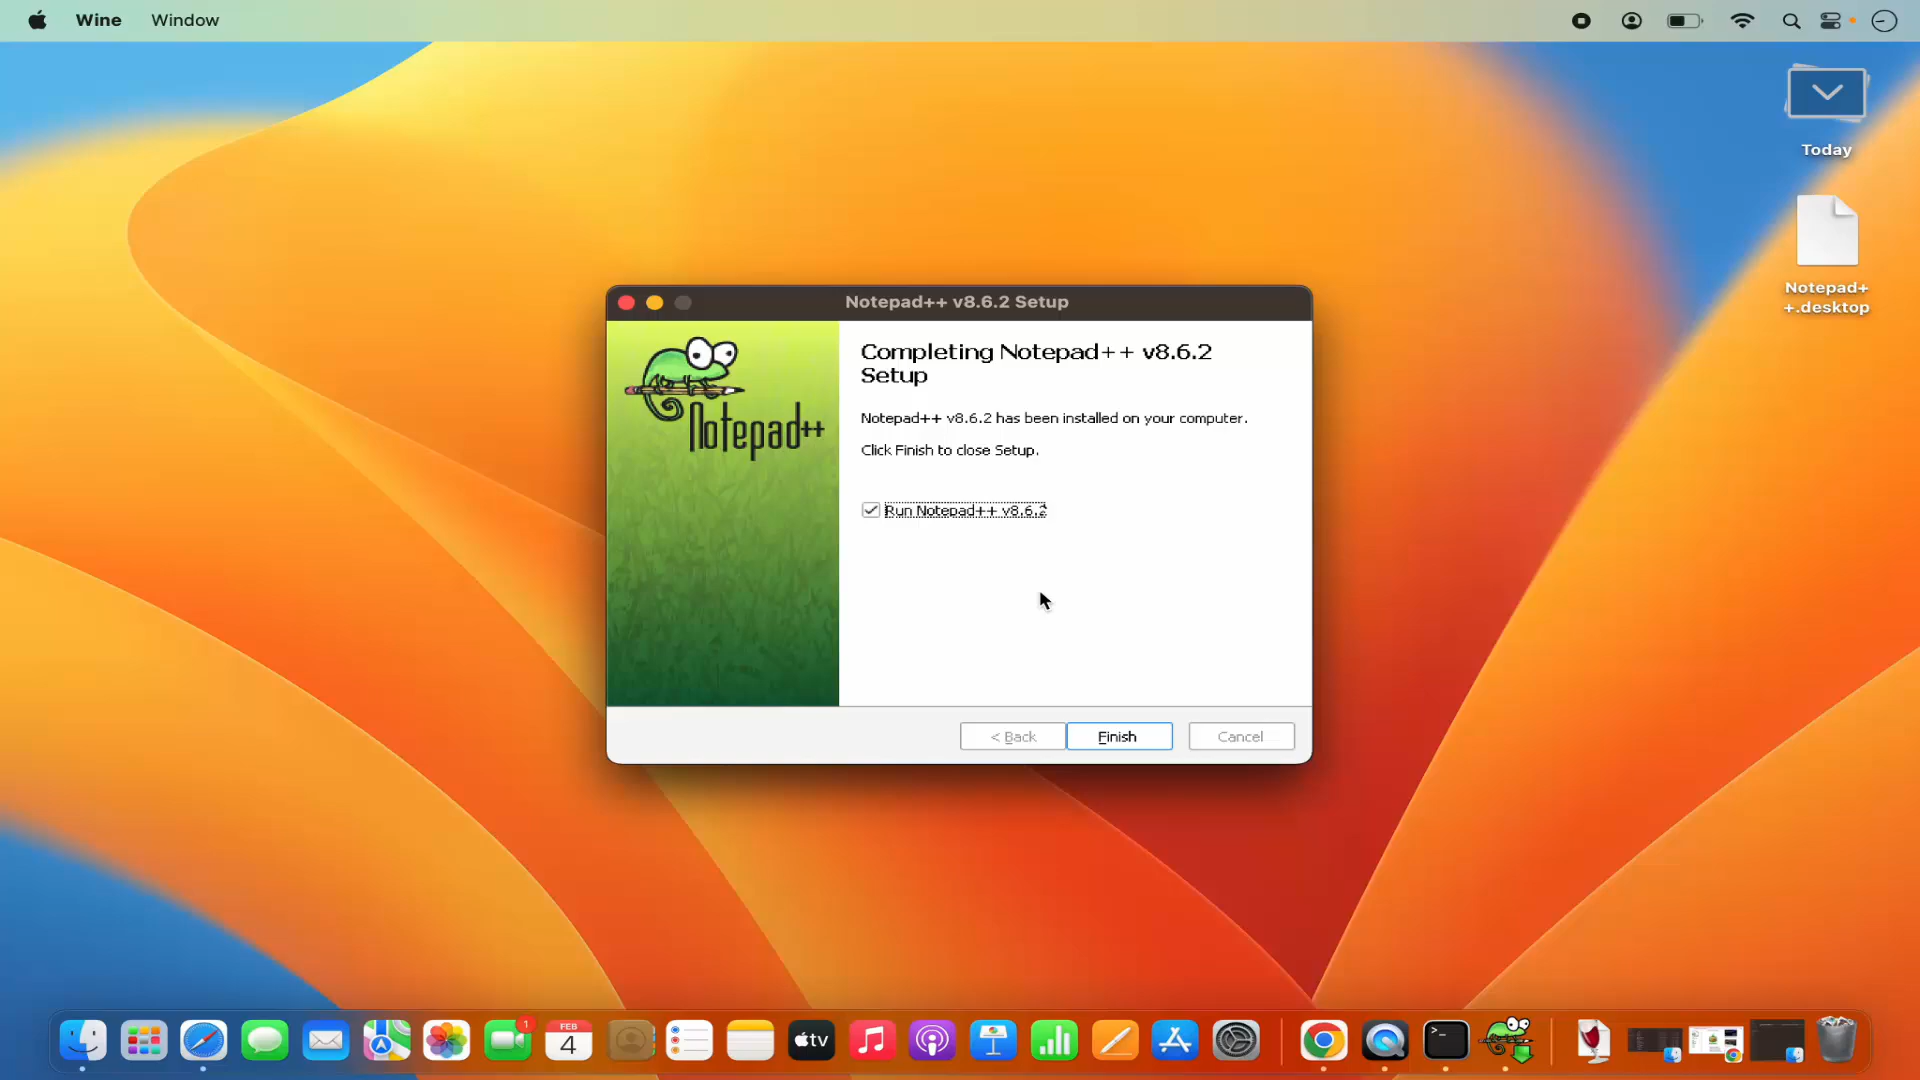 Wine Window
Today
Notepad+
+.desktop
Notepad++ v8.6.2 Setup
Notepad++
Completing Notepad++ v8.6.2
Setup
Notepad++ v8.6.2 has been installed on your computer.
Click Finish to close Setup.
Run Notepad++ v8.6.2
< Back Finish Cancel
1
FEB
4
tv
>_